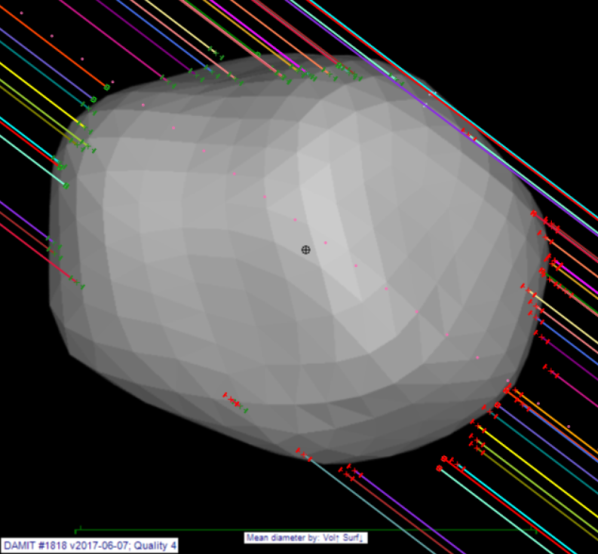 DAMIT #1818 v2017-06-07; Quality 4
Mean diameter by: Vol↑ Surf↓